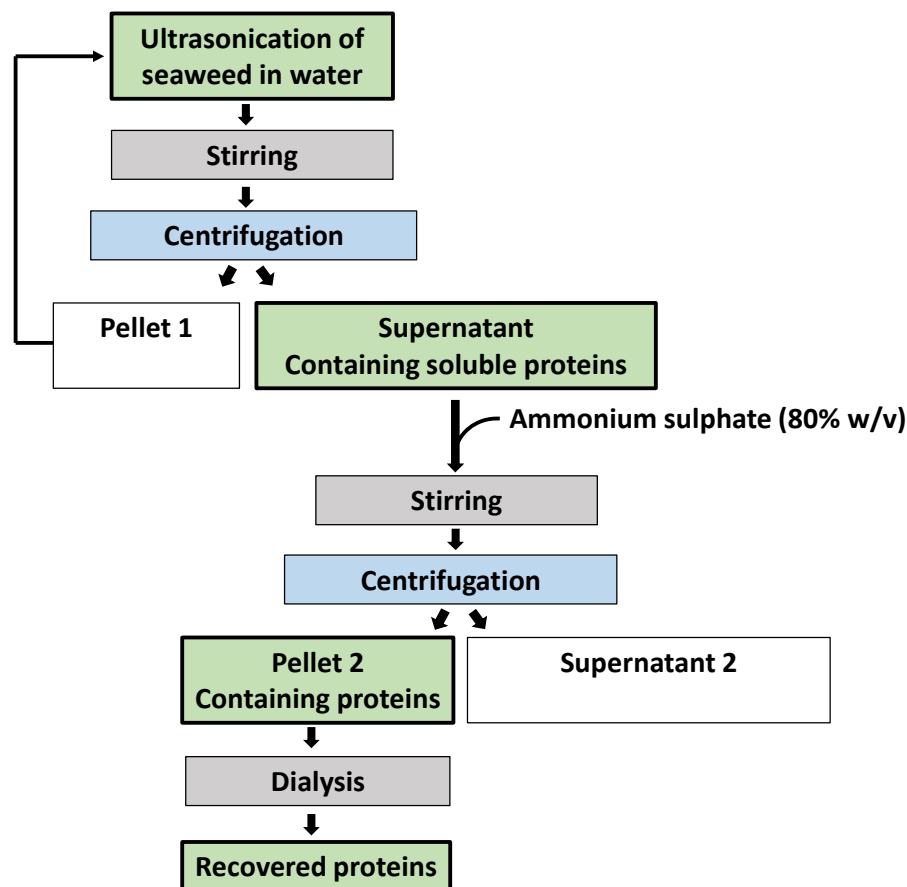 Ultrasonication of
seaweed in water
Stirring
Centrifugation
Pellet 1
Supernatant
Containing soluble proteins
Ammonium sulphate (80% w/v)
Stirring
Centrifugation
Pellet 2
Containing proteins
Supernatant 2
Dialysis
Recovered proteins